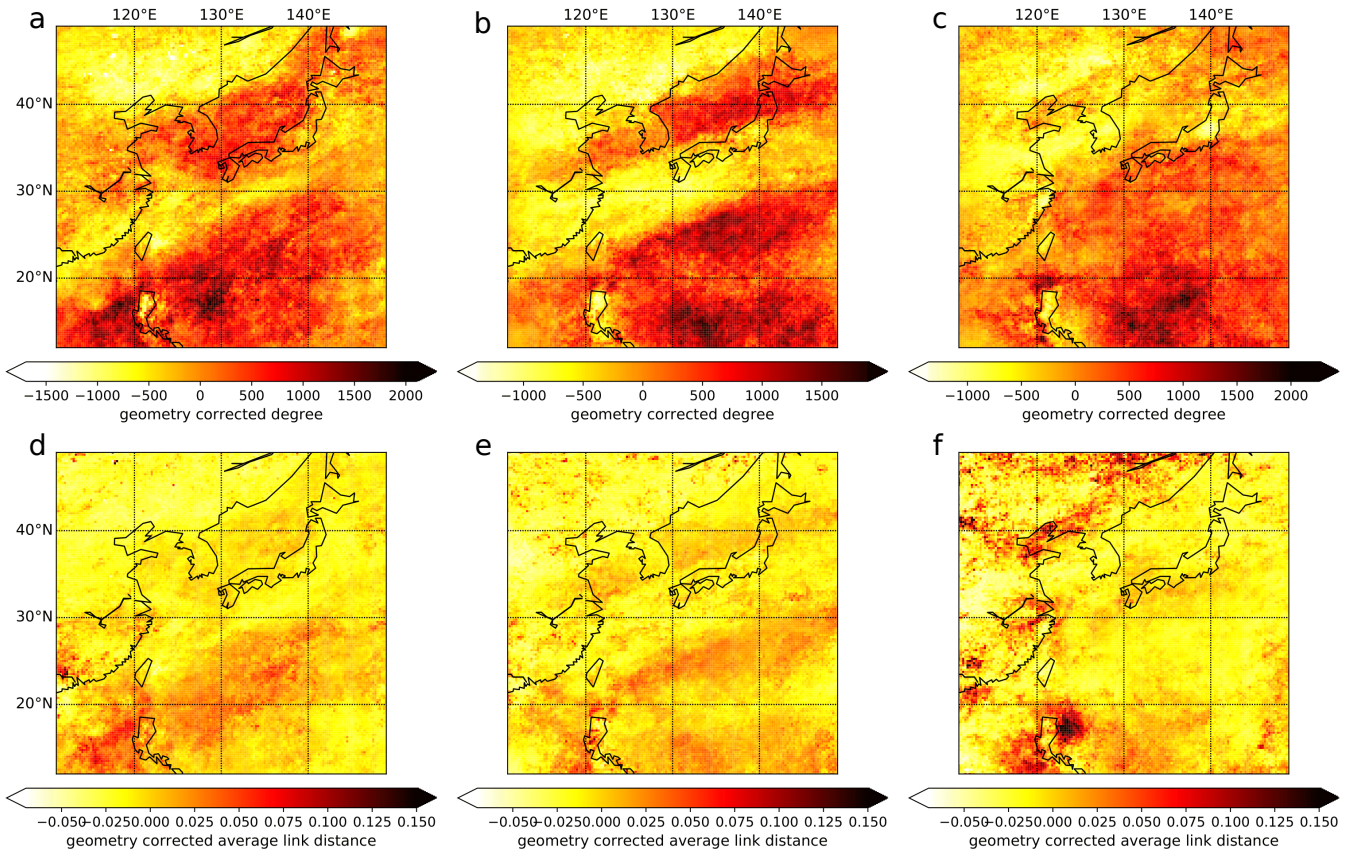 a 120°E 130°E 140°E
b 120°E 130°E 140°E
c 120°E 130°E 140°E
40°N
30°N
20°N
−1500 −1000 −500 0 500 1000 1500 2000
geometry corrected degree
−1000 −500 0 500 1000 1500
geometry corrected degree
−1000 −500 0 500 1000 1500 2000
geometry corrected degree
d
e
f
40°N
30°N
20°N
−0.050 −0.025 0.000 0.025 0.050 0.075 0.100 0.125 0.150
geometry corrected average link distance
−0.050 −0.025 0.000 0.025 0.050 0.075 0.100 0.125 0.150
geometry corrected average link distance
−0.050 −0.025 0.000 0.025 0.050 0.075 0.100 0.125 0.150
geometry corrected average link distance